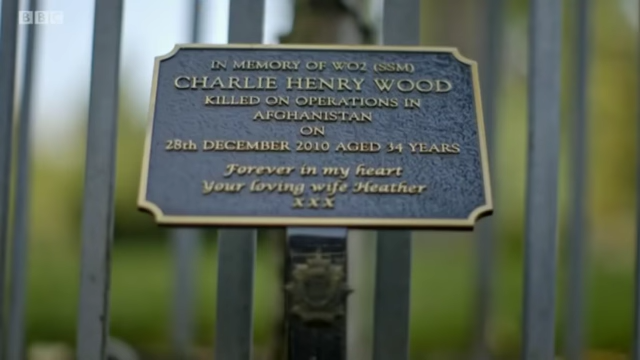 BBC
IN MEMORY OF WO2 (SSM)
CHARLIE HENRY WOOD
KILLED ON OPERATIONS IN
AFGHANISTAN
ON
28th DECEMBER 2010 AGED 34 YEARS
Forever in my heart
Your loving wife Heather
XXX